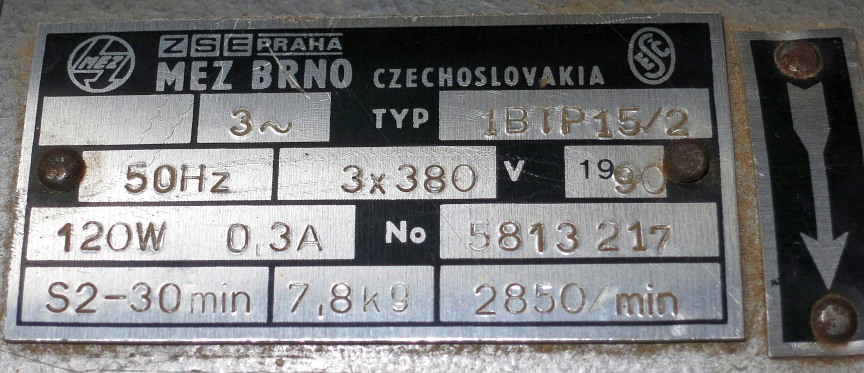 MEZ ZSE PRAHA
MEZ BRNO CZECHOSLOVAKIA ESC
3~ TYP 1BTP15/2
50Hz 3x380 V 1990
120W 0,3A No 5813 217
S2-30min 7,8kg 2850/min